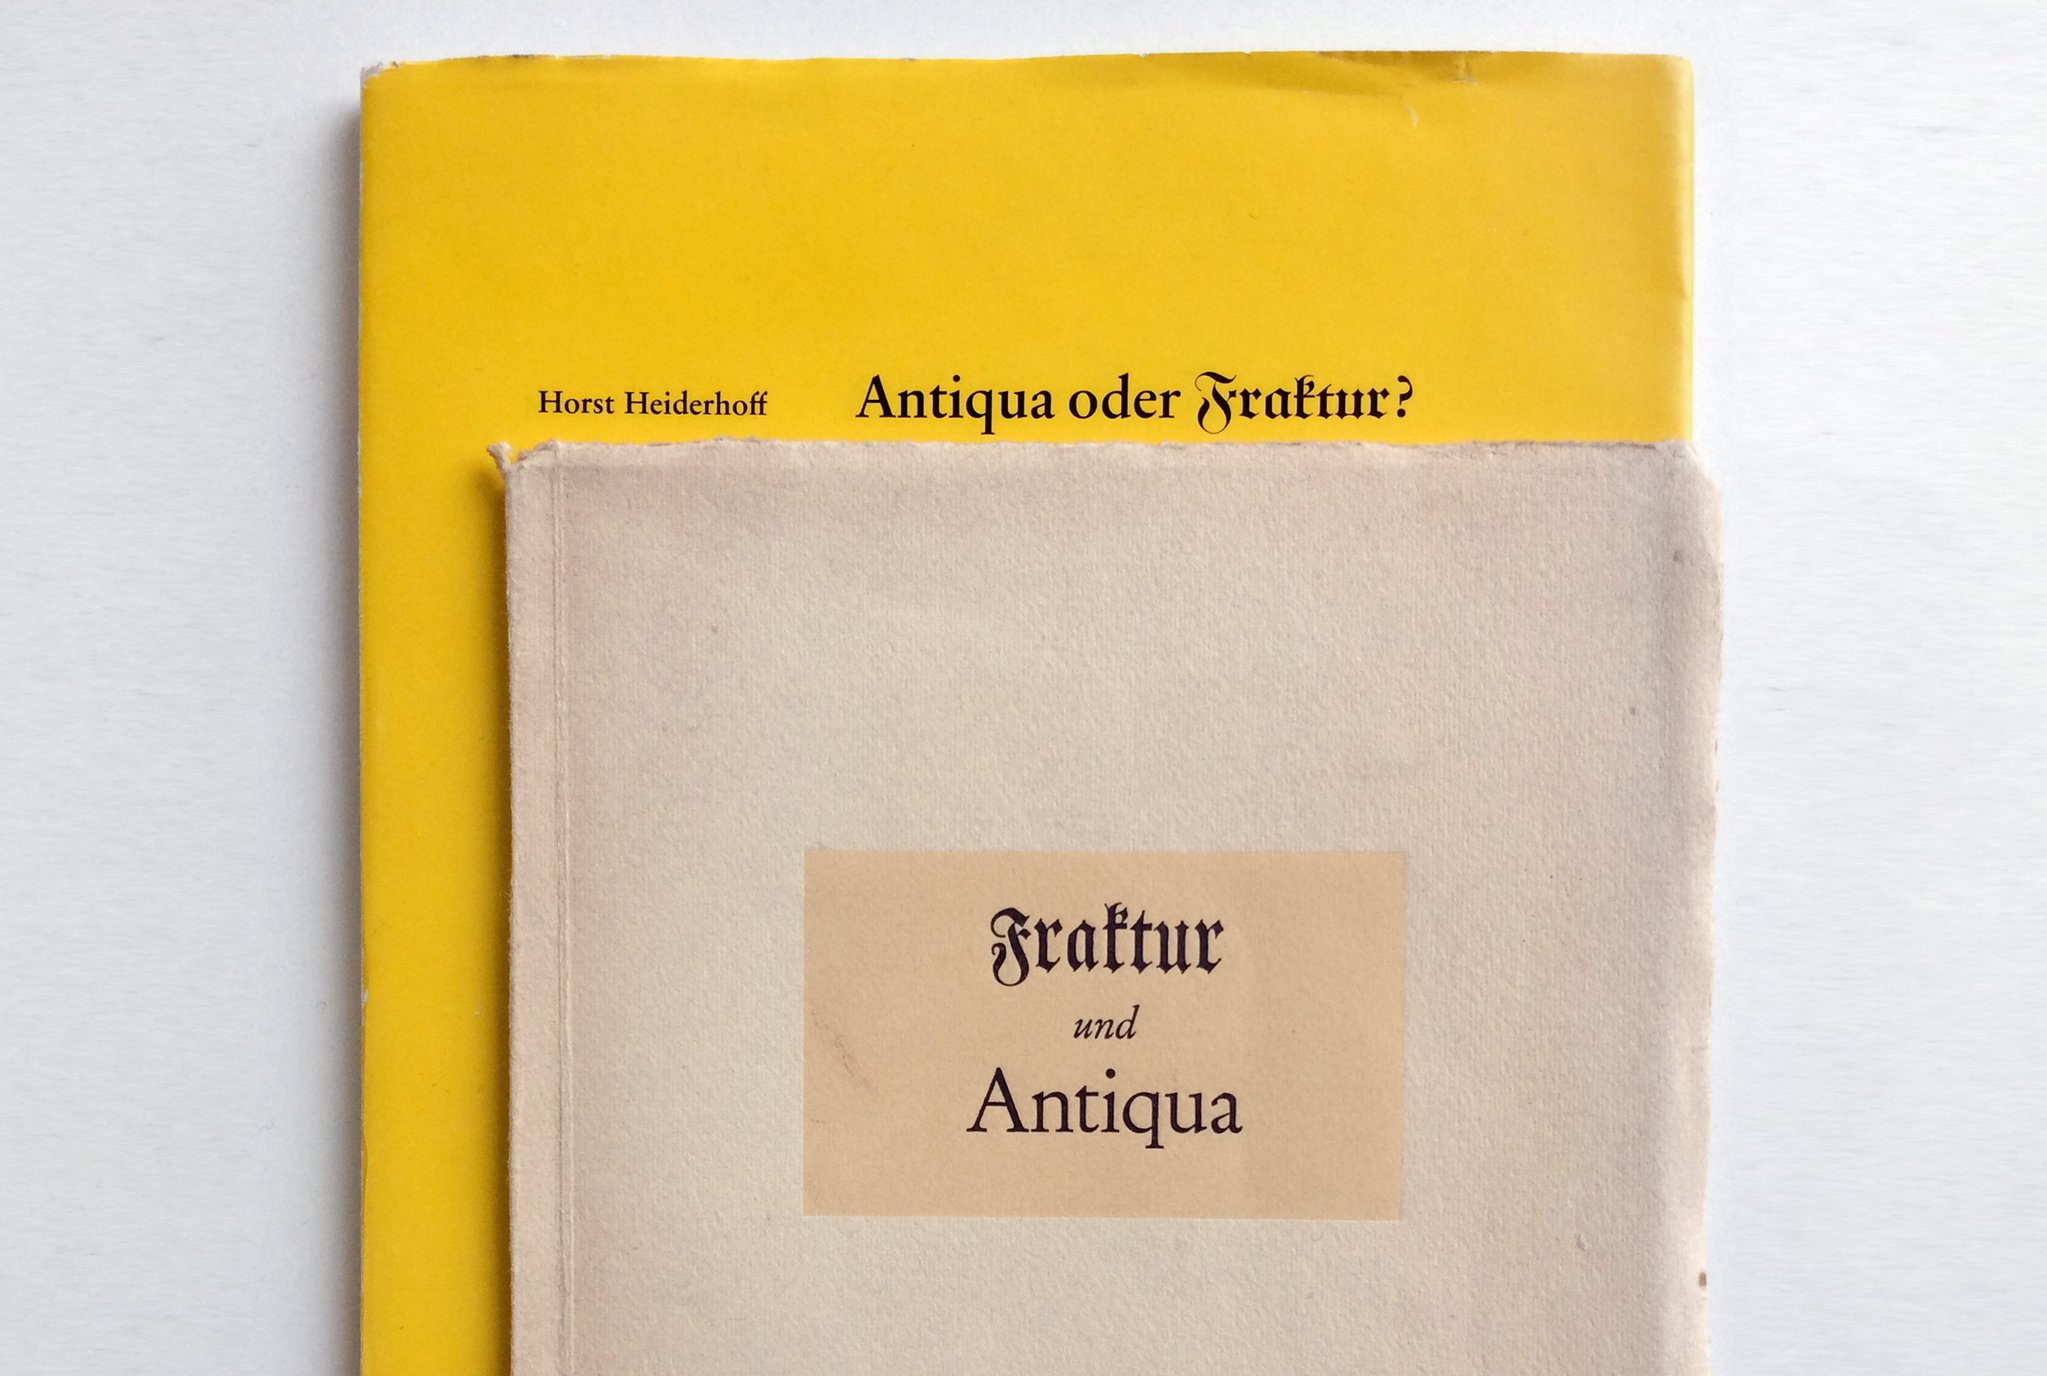 Horst Heiderhoff Antiqua oder Fraktur?
Fraktur
und
Antiqua